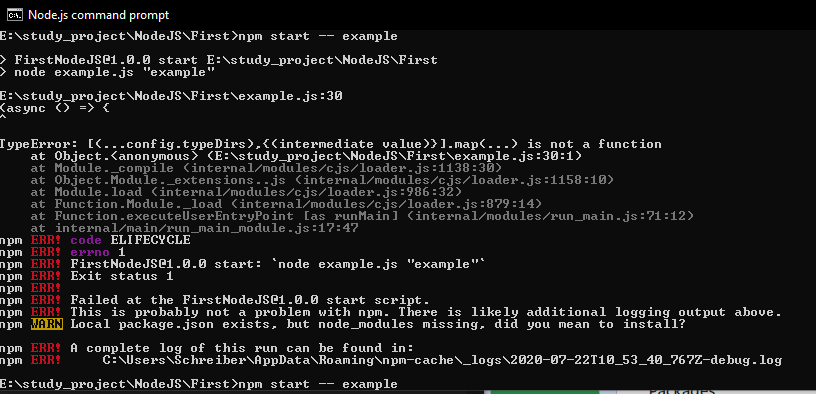 Node.js command prompt
E:\study_project\NodeJS\First>npm start -- example
> FirstNodeJS@1.0.0 start E:\study_project\NodeJS\First
> node example.js "example"
E:\study_project\NodeJS\First\example.js:30
(async () => {
^
TypeError: [(...config.typeDirs),{(intermediate value)}].map(...) is not a function
    at Object.<anonymous> (E:\study_project\NodeJS\First\example.js:30:1)
    at Module._compile (internal/modules/cjs/loader.js:1138:30)
    at Object.Module._extensions..js (internal/modules/cjs/loader.js:1158:10)
    at Module.load (internal/modules/cjs/loader.js:986:32)
    at Function.Module._load (internal/modules/cjs/loader.js:879:14)
    at Function.executeUserEntryPoint [as runMain] (internal/modules/run_main.js:71:12)
    at internal/main/run_main_module.js:17:47
npm ERR! code ELIFECYCLE
npm ERR! errno 1
npm ERR! FirstNodeJS@1.0.0 start: `node example.js "example"`
npm ERR! Exit status 1
npm ERR!
npm ERR! Failed at the FirstNodeJS@1.0.0 start script.
npm ERR! This is probably not a problem with npm. There is likely additional logging output above.
npm WARN Local package.json exists, but node_modules missing, did you mean to install?
npm ERR! A complete log of this run can be found in:
npm ERR!     C:\Users\Schreiber\AppData\Roaming\npm-cache\_logs\2020-07-22T10_53_40_767Z-debug.log
E:\study_project\NodeJS\First>npm start -- example
Packages